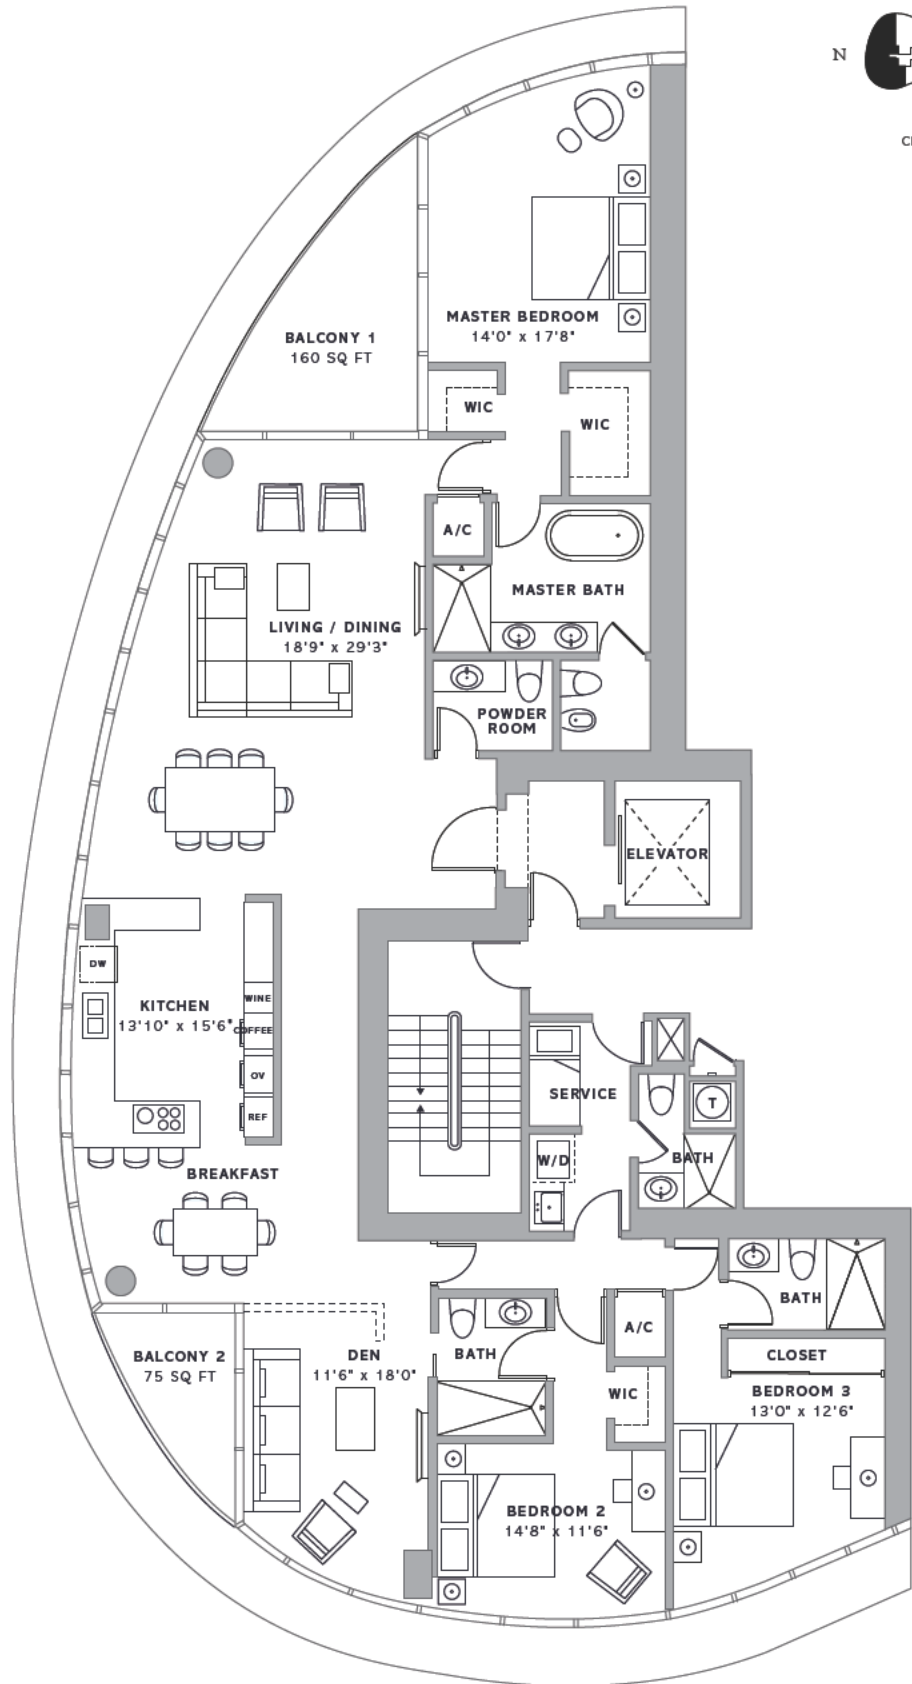 N
MASTER BEDROOM
14'0" x 17'8"
BALCONY 1
160 SQ FT
WIC
WIC
A/C
MASTER BATH
LIVING / DINING
18'9" x 29'3"
POWDER
ROOM
ELEVATOR
DW
WINE
KITCHEN
13'10" x 15'6"
COFFEE
OV
REF
SERVICE
T
W/D
BATH
BREAKFAST
BATH
A/C
BALCONY 2
75 SQ FT
DEN
11'6" x 18'0"
BATH
CLOSET
WIC
BEDROOM 3
13'0" x 12'6"
BEDROOM 2
14'8" x 11'6"